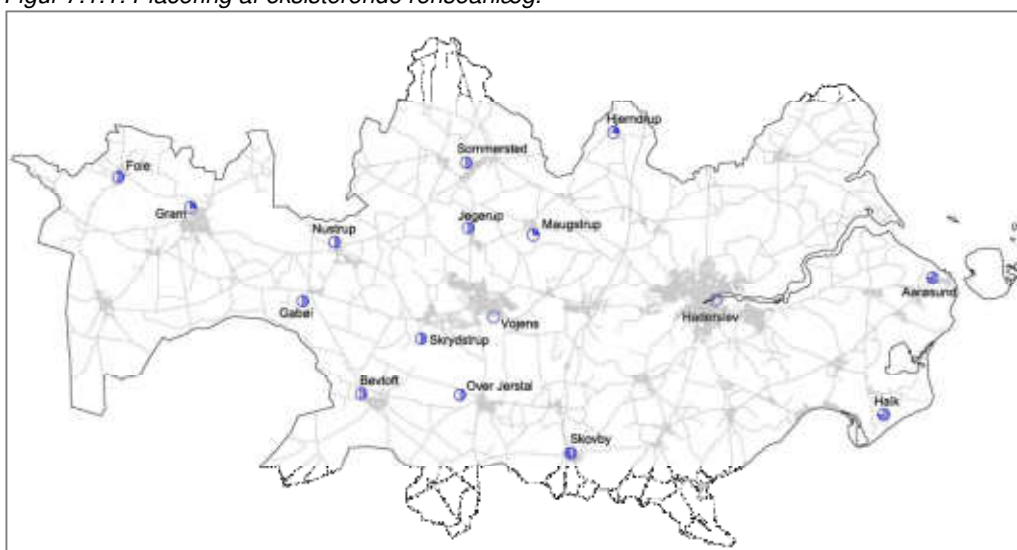 Figur 7.1.1. Placering af eksisterende renseanlæg.
Hjerndrup
Sommersted
Fole
Gram
Jegerup
Maugstrup
Nustrup
Aarøsund
Gabøl
Haderslev
Vojens
Skrydstrup
Bevtoft
Over Jerstal
Halk
Skovby